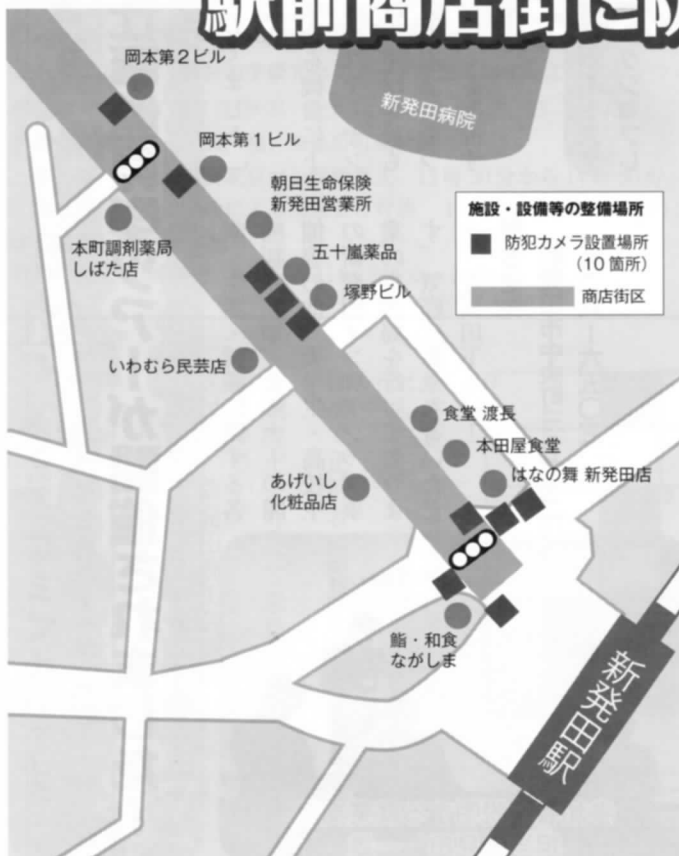 駅前商店街に防
岡本第２ビル
新発田病院
岡本第１ビル
朝日生命保険
新発田営業所
施設・設備等の整備場所
防犯カメラ設置場所
（10 箇所）
商店街区
本町調剤薬局
しばた店
五十嵐薬品
塚野ビル
いわむら民芸店
食堂 渡長
本田屋食堂
はなの舞 新発田店
あげいし
化粧品店
鮨・和食
ながしま
新発田駅